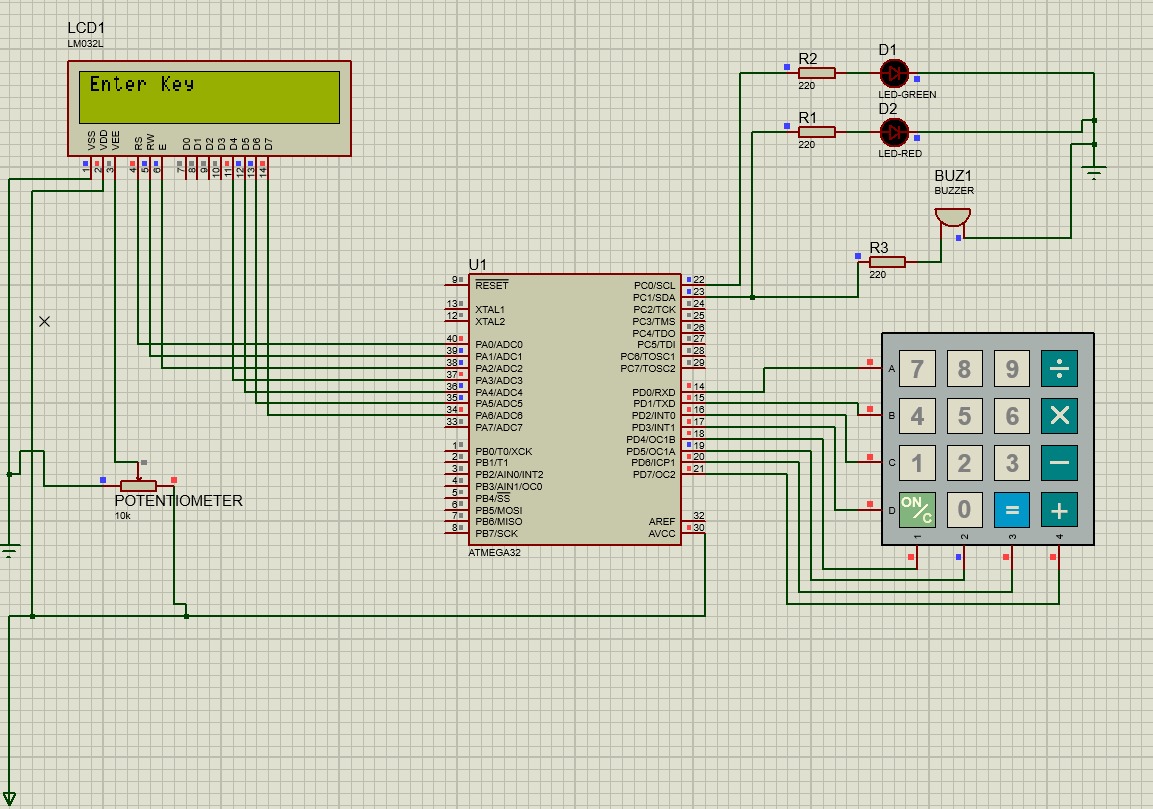 LCD1
LM032L
Enter Key
VSS VDD VEE RS RW E D0 D1 D2 D3 D4 D5 D6 D7
1 2 3 4 5 6 7 8 9 10 11 12 13 14
R2
220
D1
LED-GREEN
R1
220
D2
LED-RED
BUZ1
BUZZER
R3
220
U1
9 RESET
13 XTAL1
12 XTAL2
40 PA0/ADC0
39 PA1/ADC1
38 PA2/ADC2
37 PA3/ADC3
36 PA4/ADC4
35 PA5/ADC5
34 PA6/ADC6
33 PA7/ADC7
1 PB0/T0/XCK
2 PB1/T1
3 PB2/AIN0/INT2
4 PB3/AIN1/OC0
5 PB4/SS
6 PB5/MOSI
7 PB6/MISO
8 PB7/SCK
PC0/SCL 22
PC1/SDA 23
PC2/TCK 24
PC3/TMS 25
PC4/TDO 26
PC5/TDI 27
PC6/TOSC1 28
PC7/TOSC2 29
PD0/RXD 14
PD1/TXD 15
PD2/INT0 16
PD3/INT1 17
PD4/OC1B 18
PD5/OC1A 19
PD6/ICP1 20
PD7/OC2 21
AREF 32
AVCC 30
ATMEGA32
POTENTIOMETER
10k
A 7 8 9 ÷
B 4 5 6 ×
C 1 2 3 −
D ON/C 0 = +
1 2 3 4